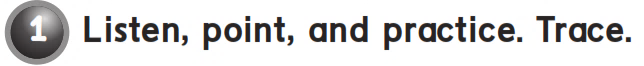 1 Listen, point, and practice. Trace.